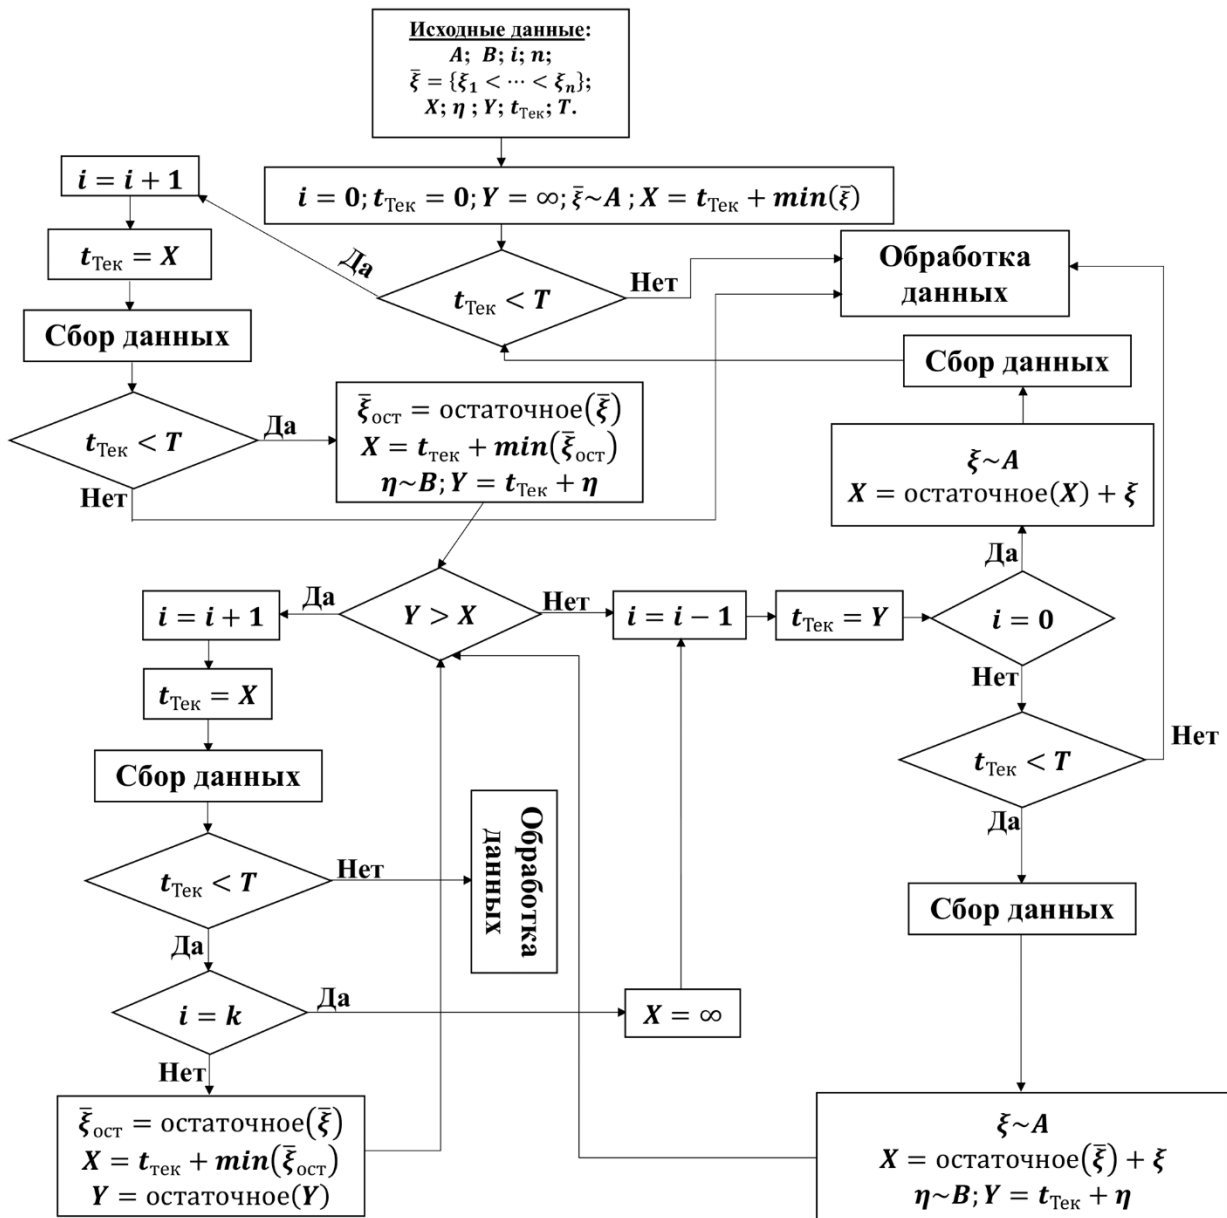 Исходные данные:
A; B; i; n;
ξ̄ = {ξ₁ < ⋯ < ξₙ};
X; η ; Y; t_Тек; T.
i = 0; t_Тек = 0; Y = ∞; ξ̄~A ; X = t_Тек + min(ξ̄)
i = i + 1
t_Тек = X
Сбор данных
t_Тек < T
Да
Нет
Обработка
данных
t_Тек < T
Да
Нет
ξ̄_ост = остаточное(ξ̄)
X = t_тек + min(ξ̄_ост)
η~B; Y = t_Тек + η
Сбор данных
ξ~A
X = остаточное(X) + ξ
Да
Y > X
Да
Нет
i = i + 1
i = i − 1
t_Тек = Y
i = 0
Нет
t_Тек = X
Сбор данных
t_Тек < T
Нет
Да
t_Тек < T
Нет
Да
Обработка
данных
Сбор данных
i = k
Да
Нет
X = ∞
ξ̄_ост = остаточное(ξ̄)
X = t_тек + min(ξ̄_ост)
Y = остаточное(Y)
ξ~A
X = остаточное(ξ̄) + ξ
η~B; Y = t_Тек + η